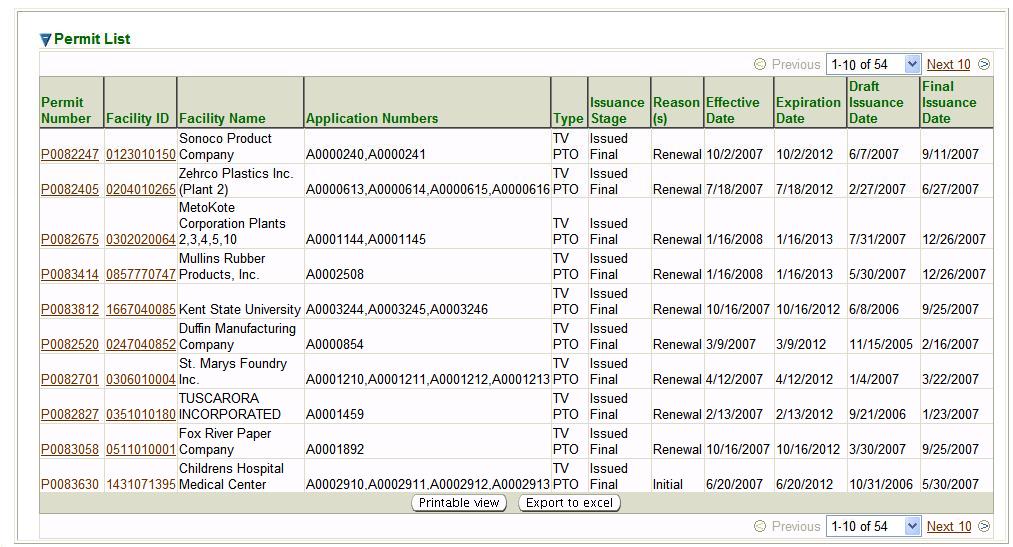 Permit List
Previous 1-10 of 54 Next 10
Permit Number Facility ID Facility Name Application Numbers Type Issuance Stage Reason (s) Effective Date Expiration Date Draft Issuance Date Final Issuance Date
P0082247 0123010150 Sonoco Product Company A0000240,A0000241 TV PTO Issued Final Renewal 10/2/2007 10/2/2012 6/7/2007 9/11/2007
P0082405 0204010265 Zehrco Plastics Inc. (Plant 2) A0000613,A0000614,A0000615,A0000616 TV PTO Issued Final Renewal 7/18/2007 7/18/2012 2/27/2007 6/27/2007
P0082675 0302020064 MetoKote Corporation Plants 2,3,4,5,10 A0001144,A0001145 TV PTO Issued Final Renewal 1/16/2008 1/16/2013 7/31/2007 12/26/2007
P0083414 0857770747 Mullins Rubber Products, Inc. A0002508 TV PTO Issued Final Renewal 1/16/2008 1/16/2013 5/30/2007 12/26/2007
P0083812 1667040085 Kent State University A0003244,A0003245,A0003246 TV PTO Issued Final Renewal 10/16/2007 10/16/2012 6/8/2006 9/25/2007
P0082520 0247040852 Duffin Manufacturing Company A0000854 TV PTO Issued Final Renewal 3/9/2007 3/9/2012 11/15/2005 2/16/2007
P0082701 0306010004 St. Marys Foundry Inc. A0001210,A0001211,A0001212,A0001213 TV PTO Issued Final Renewal 4/12/2007 4/12/2012 1/4/2007 3/22/2007
P0082827 0351010180 TUSCARORA INCORPORATED A0001459 TV PTO Issued Final Renewal 2/13/2007 2/13/2012 9/21/2006 1/23/2007
P0083058 0511010001 Fox River Paper Company A0001892 TV PTO Issued Final Renewal 10/16/2007 10/16/2012 3/30/2007 9/25/2007
P0083630 1431071395 Childrens Hospital Medical Center A0002910,A0002911,A0002912,A0002913 TV PTO Issued Final Initial 6/20/2007 6/20/2012 10/31/2006 5/30/2007
Printable view Export to excel
Previous 1-10 of 54 Next 10